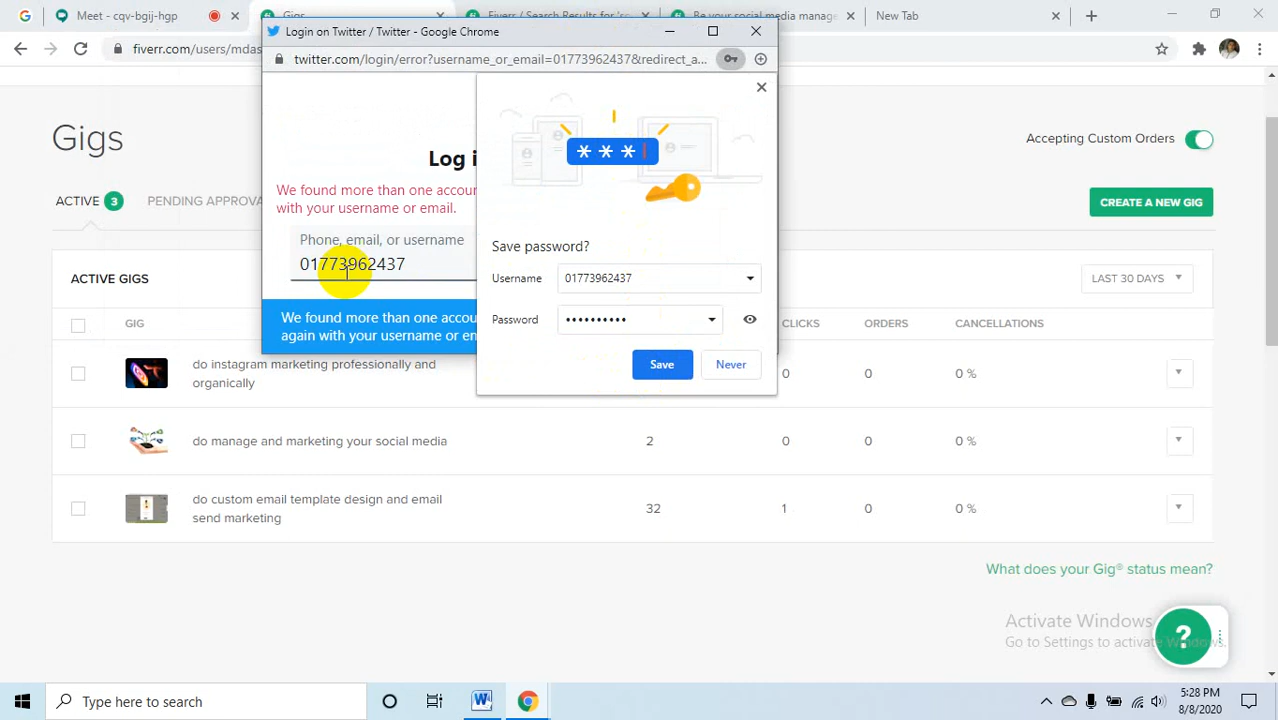 Meet - cgv-bgij-hgp
Gigs
Fiverr / Search Results for 'so
Be your social media manage
New Tab
Login on Twitter / Twitter - Google Chrome
fiverr.com/users/mdas
twitter.com/login/error?username_or_email=01773962437&redirect_a...
Gigs
Accepting Custom Orders
Log i
We found more than one accoun
with your username or email.
ACTIVE 3
PENDING APPROVA
CREATE A NEW GIG
Phone, email, or username
01773962437
Save password?
Username 01773962437
Password ••••••••••
Save
Never
We found more than one accou
again with your username or em
ACTIVE GIGS
LAST 30 DAYS
GIG
CLICKS
ORDERS
CANCELLATIONS
do instagram marketing professionally and
organically
0
0
0 %
do manage and marketing your social media
2
0
0
0 %
do custom email template design and email
send marketing
32
1
0
0 %
What does your Gig® status mean?
Activate Windows
Go to Settings to activate Windows.
?
Type here to search
5:28 PM
8/8/2020